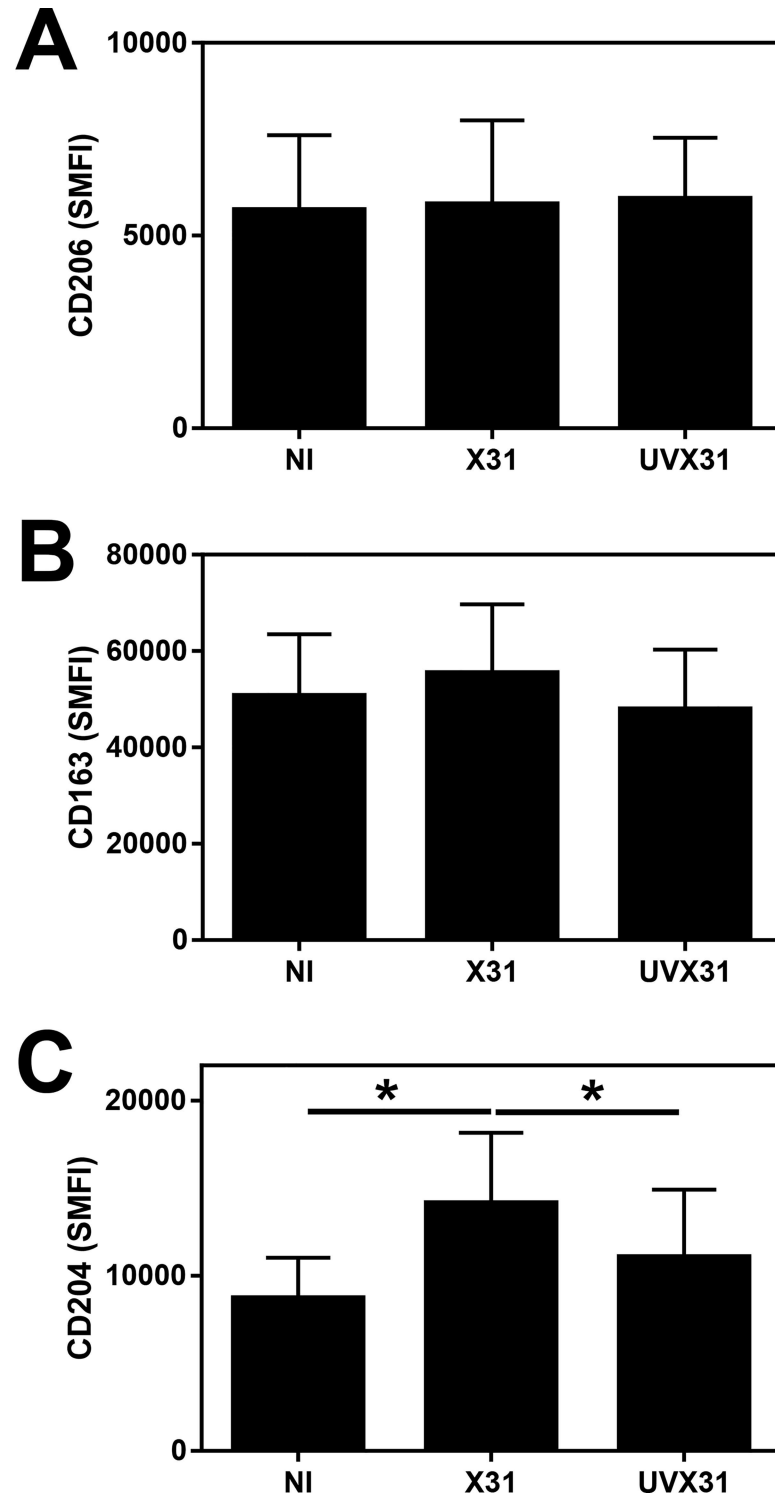 A
CD206 (SMFI)
10000
5000
0
NI X31 UVX31
B
CD163 (SMFI)
80000
60000
40000
20000
0
NI X31 UVX31
C
CD204 (SMFI)
20000
10000
0
* *
NI X31 UVX31